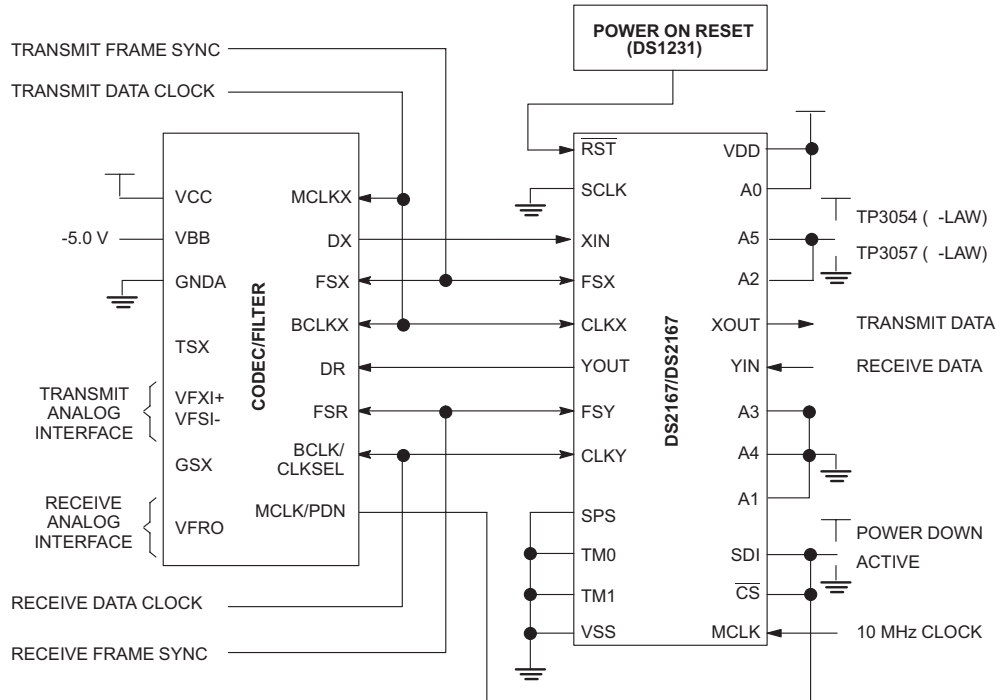 POWER ON RESET
(DS1231)
TRANSMIT FRAME SYNC
TRANSMIT DATA CLOCK
VCC
-5.0 V
VBB
GNDA
TSX
TRANSMIT
ANALOG
INTERFACE
VFXI+
VFSI-
GSX
RECEIVE
ANALOG
INTERFACE
VFRO
CODEC/FILTER
MCLKX
DX
FSX
BCLKX
DR
FSR
BCLK/
CLKSEL
MCLK/PDN
RECEIVE DATA CLOCK
RECEIVE FRAME SYNC
RST
SCLK
XIN
FSX
CLKX
YOUT
FSY
CLKY
SPS
TM0
TM1
VSS
DS2167/DS2167
VDD
A0
A5
A2
XOUT
YIN
A3
A4
A1
SDI
CS
MCLK
TP3054 ( -LAW)
TP3057 ( -LAW)
TRANSMIT DATA
RECEIVE DATA
POWER DOWN
ACTIVE
10 MHz CLOCK